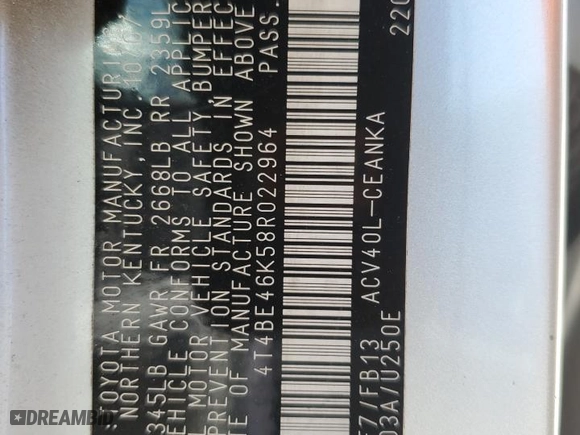 TOYOTA MOTOR MANUFACTURI
NORTHERN KENTUCKY, INC. 10/07
345LB GAWR FR 2668LB RR 2359L
VEHICLE CONFORMS TO ALL APPLIC
MOTOR VEHICLE SAFETY BUMPER
PREVENTION STANDARDS IN EFFEC
TE OF MANUFACTURE SHOWN ABOVE
4T4BE46K58R022964 PASS.
E7/FB13 ACV40L-CEANKA
03A/U250E 220
DREAMBID